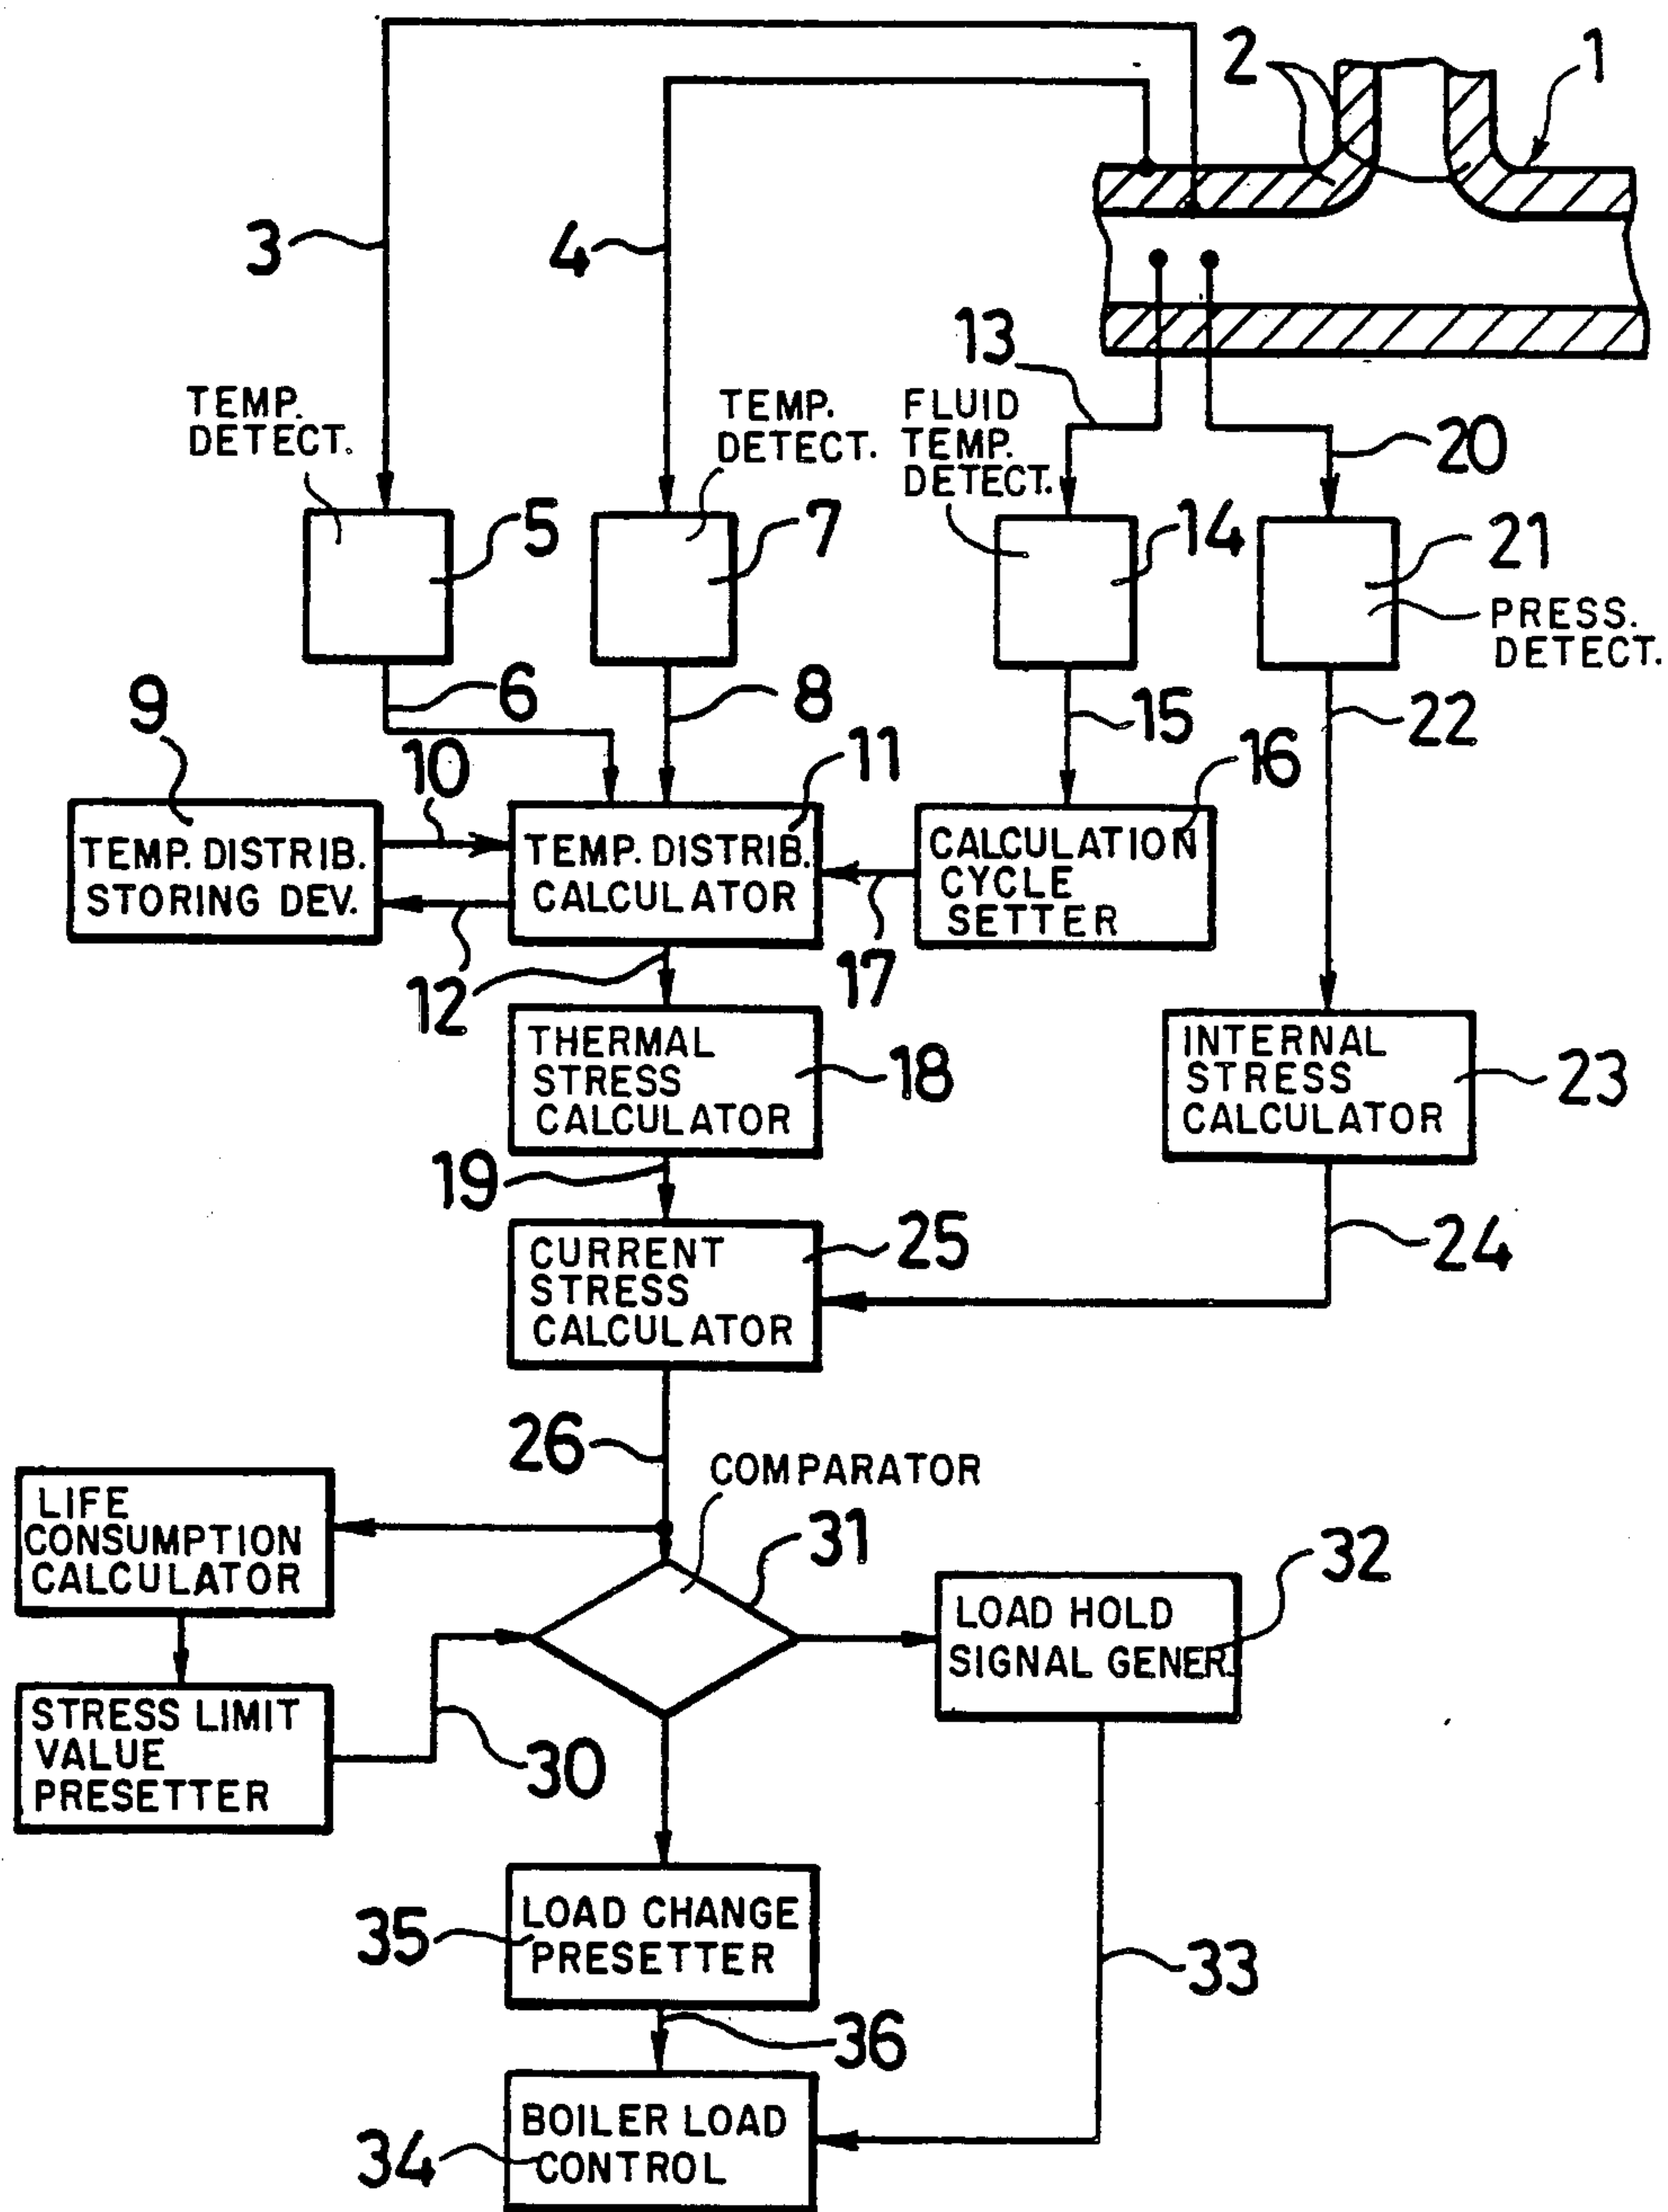 2
1
3
4
13
20
TEMP.
DETECT.
TEMP.
DETECT.
FLUID
TEMP.
DETECT.
5
7
14
21
PRESS.
DETECT.
6
8
15
22
9
10
11
16
TEMP. DISTRIB.
STORING DEV.
TEMP. DISTRIB.
CALCULATOR
CALCULATION
CYCLE
SETTER
12
17
THERMAL
STRESS
CALCULATOR
18
INTERNAL
STRESS
CALCULATOR
23
19
CURRENT
STRESS
CALCULATOR
25
24
26
COMPARATOR
LIFE
CONSUMPTION
CALCULATOR
31
32
LOAD HOLD
SIGNAL GENER.
STRESS LIMIT
VALUE
PRESETTER
30
LOAD CHANGE
PRESETTER
35
33
36
BOILER LOAD
CONTROL
34